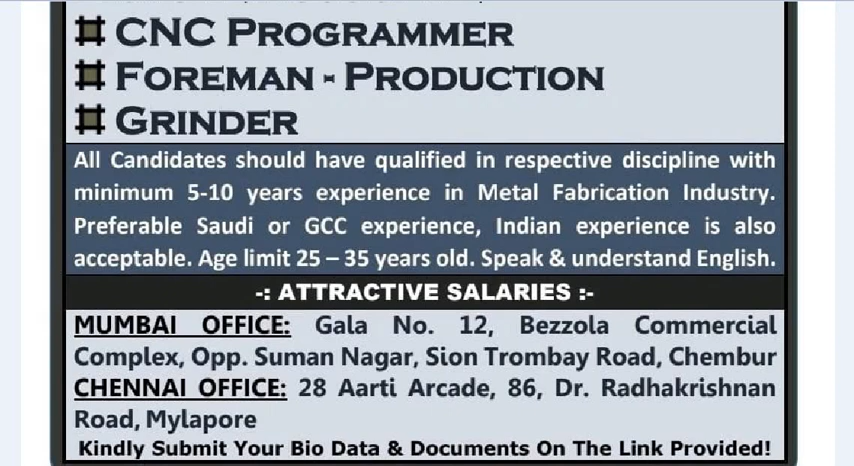 CNC PROGRAMMER
FOREMAN - PRODUCTION
GRINDER
All Candidates should have qualified in respective discipline with
minimum 5-10 years experience in Metal Fabrication Industry.
Preferable Saudi or GCC experience, Indian experience is also
acceptable. Age limit 25 – 35 years old. Speak & understand English.
-: ATTRACTIVE SALARIES :-
MUMBAI OFFICE: Gala No. 12, Bezzola Commercial
Complex, Opp. Suman Nagar, Sion Trombay Road, Chembur
CHENNAI OFFICE: 28 Aarti Arcade, 86, Dr. Radhakrishnan
Road, Mylapore
Kindly Submit Your Bio Data & Documents On The Link Provided!